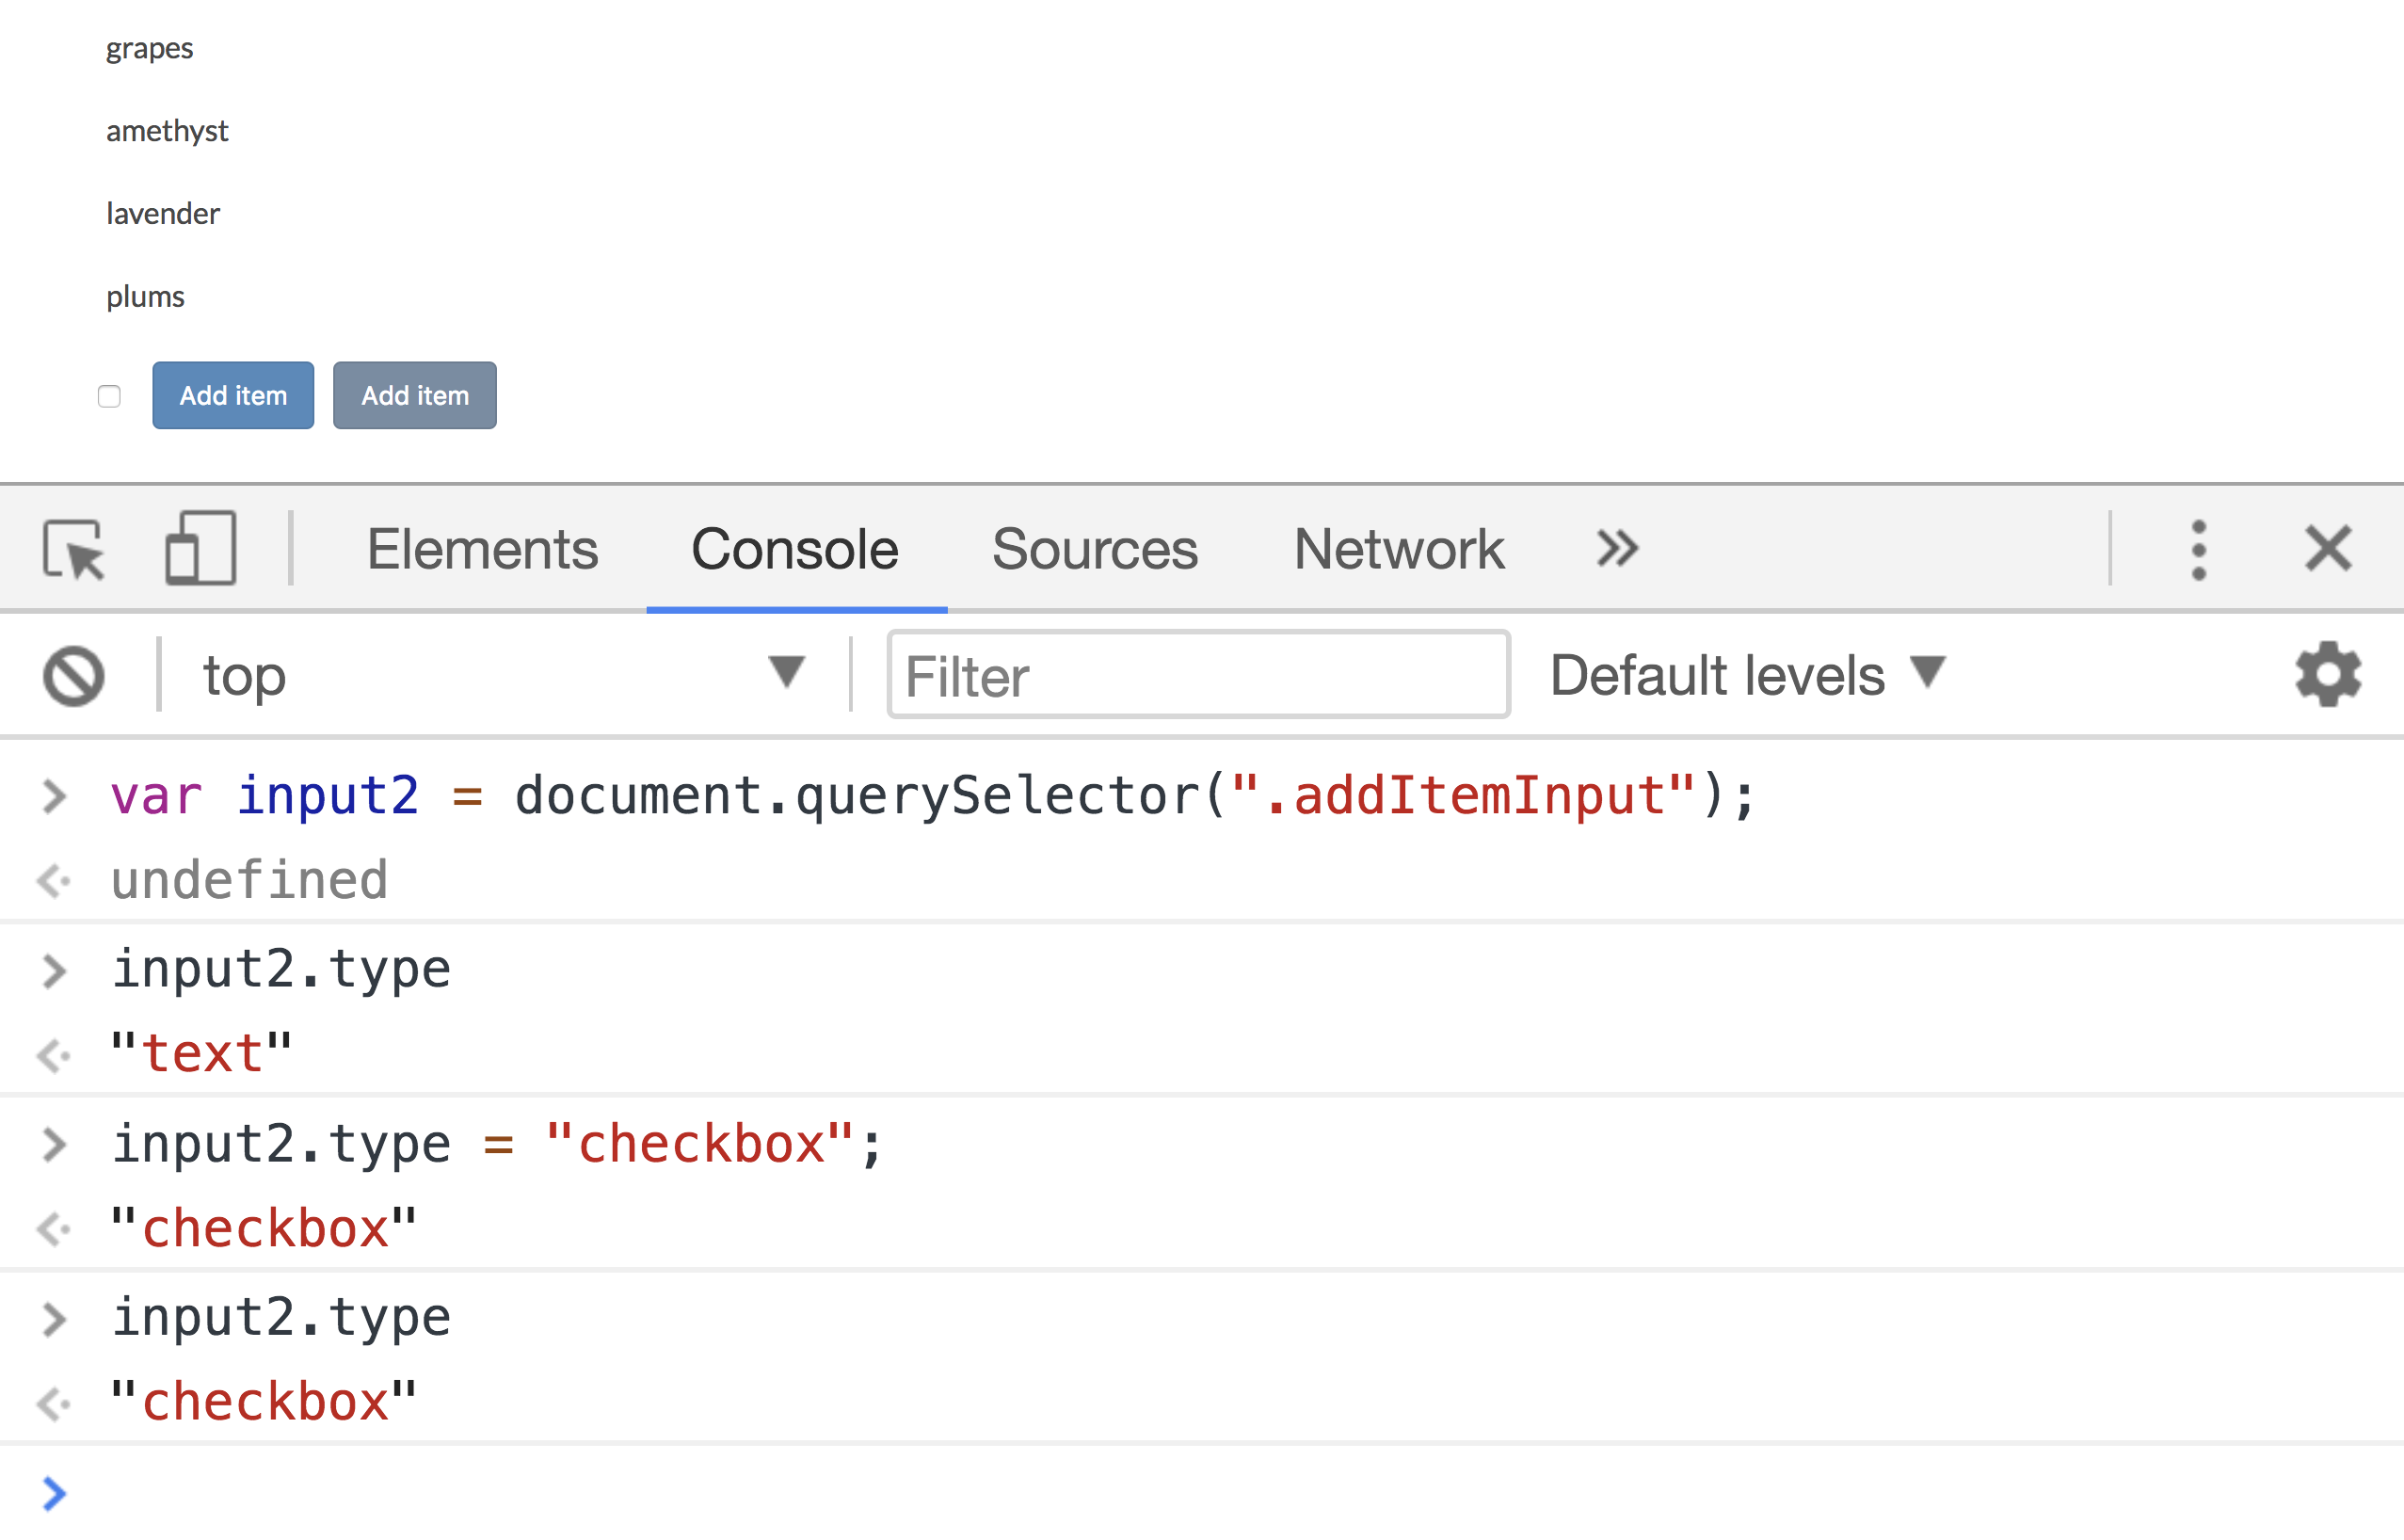 grapes
amethyst
lavender
plums
Add item Add item
Elements Console Sources Network
top Filter Default levels
var input2 = document.querySelector(".addItemInput");
undefined
input2.type
"text"
input2.type = "checkbox";
"checkbox"
input2.type
"checkbox"